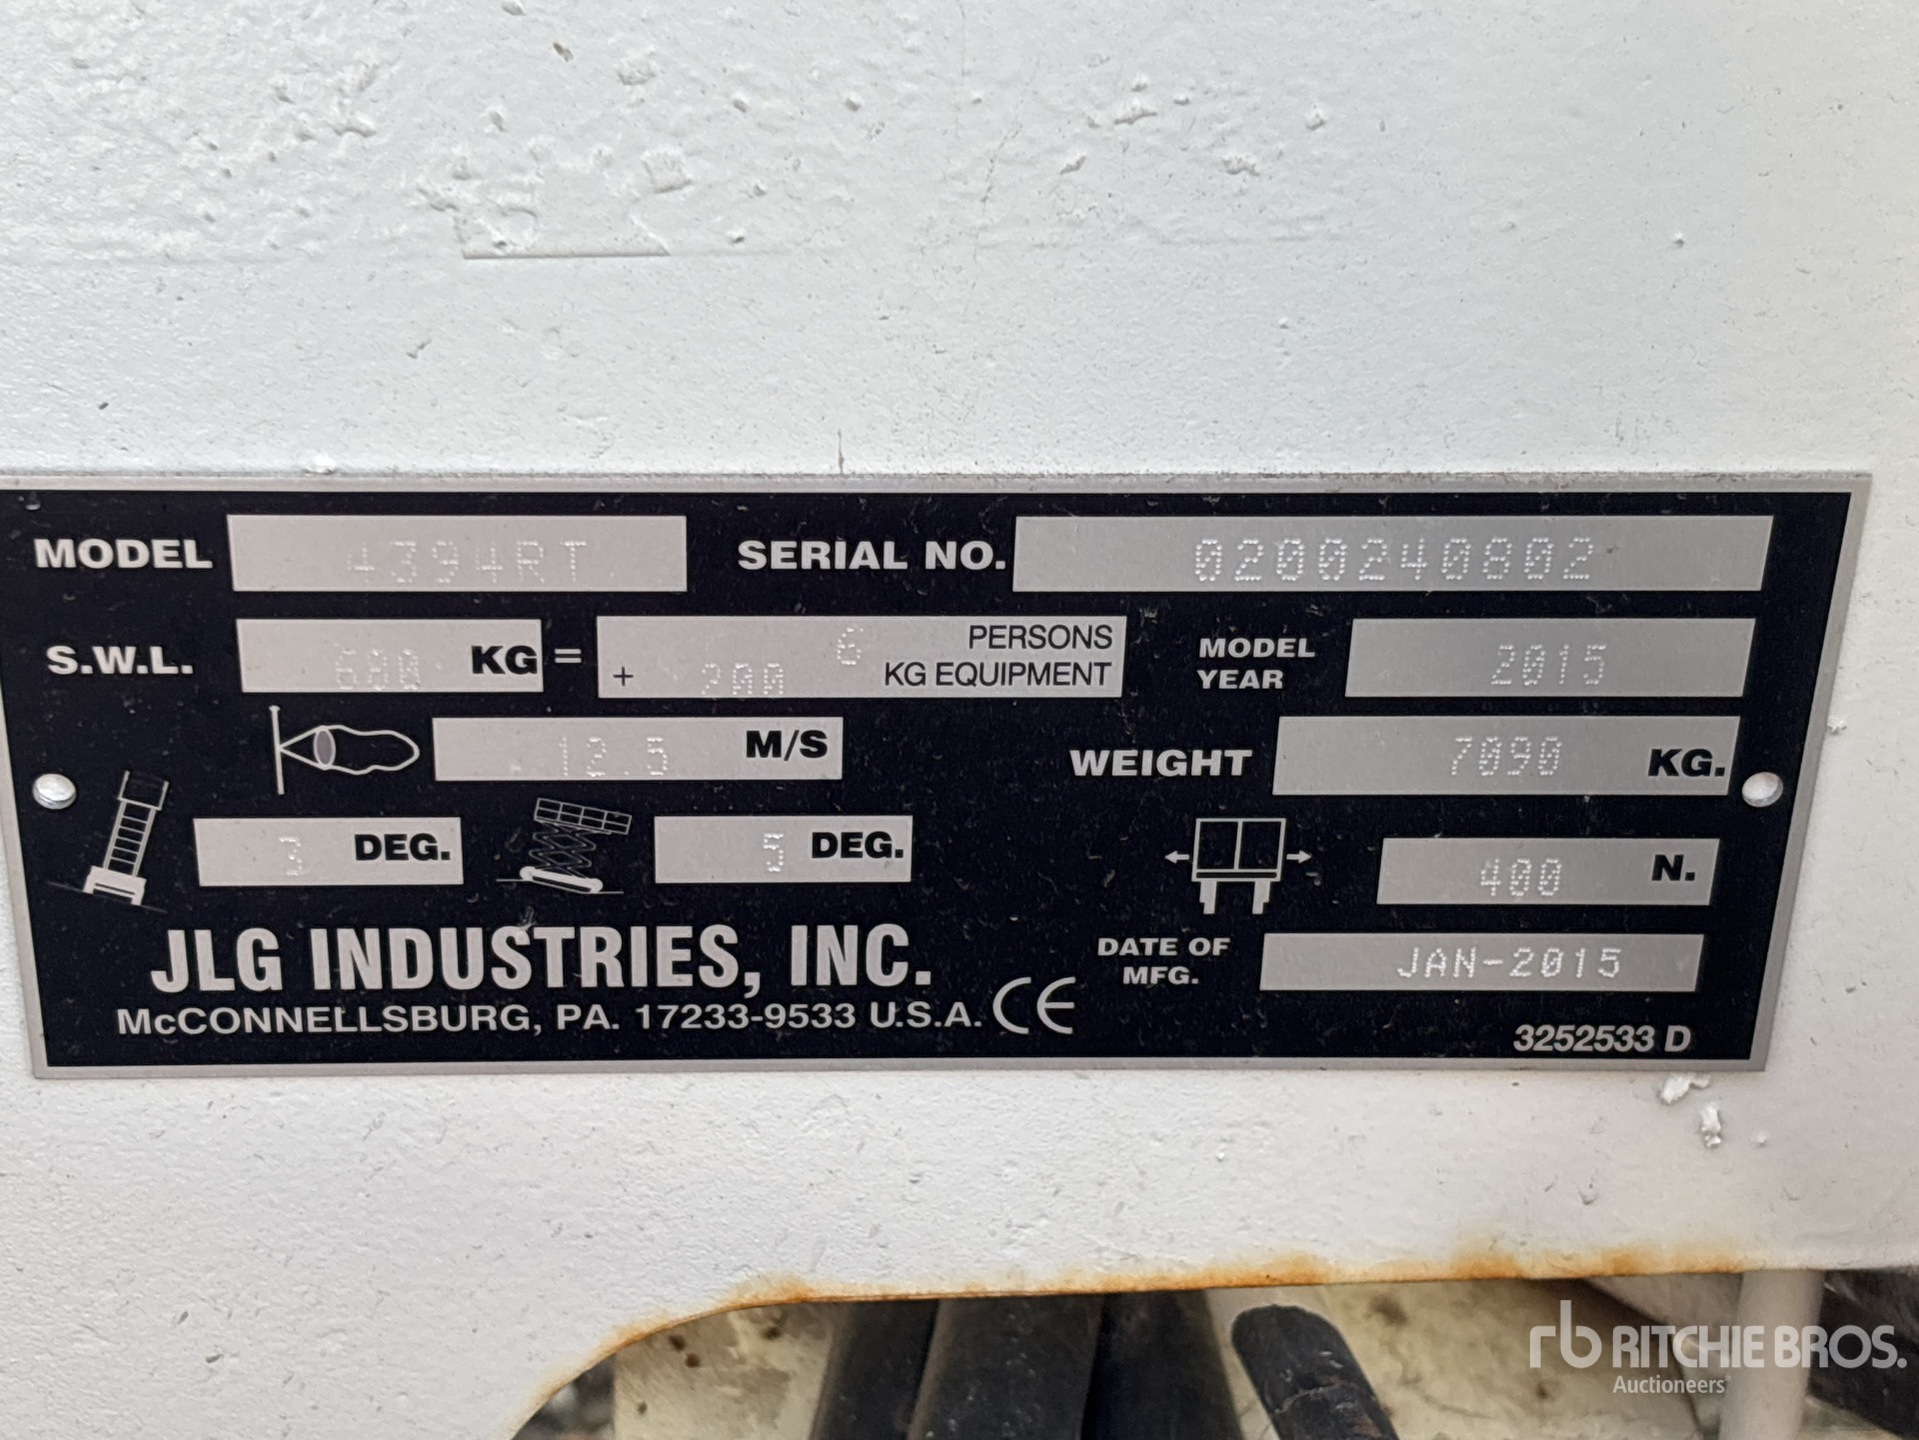 MODEL 4394RT SERIAL NO. 0200240802
S.W.L. 680 KG = 6 PERSONS
+ 200 KG EQUIPMENT
MODEL YEAR 2015
12.5 M/S
WEIGHT 7090 KG.
3 DEG. 5 DEG.
400 N.
JLG INDUSTRIES, INC.
McCONNELLSBURG, PA. 17233-9533 U.S.A. CE
DATE OF MFG. JAN-2015
3252533 D
rb RITCHIE BROS.
Auctioneers